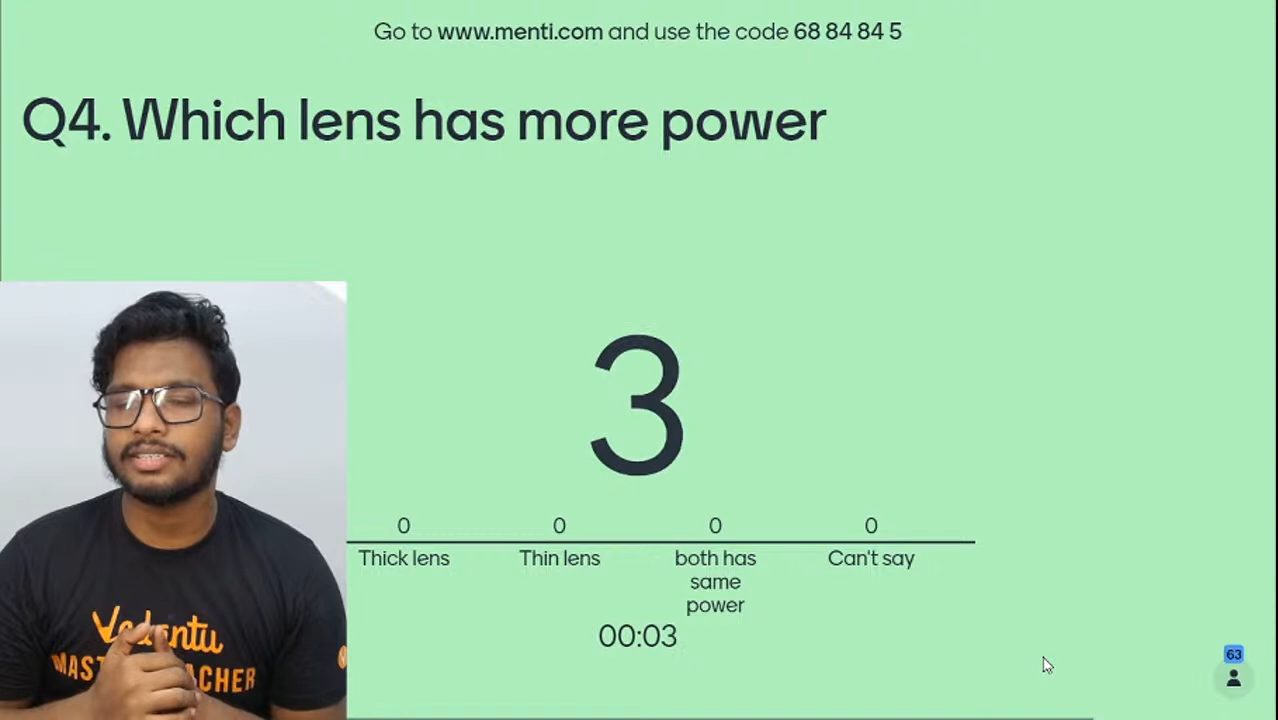 Go to www.menti.com and use the code 68 84 84 5
Q4. Which lens has more power
3
0 0 0 0
Thick lens Thin lens both has Can't say
same
power
00:03
63
Vedantu